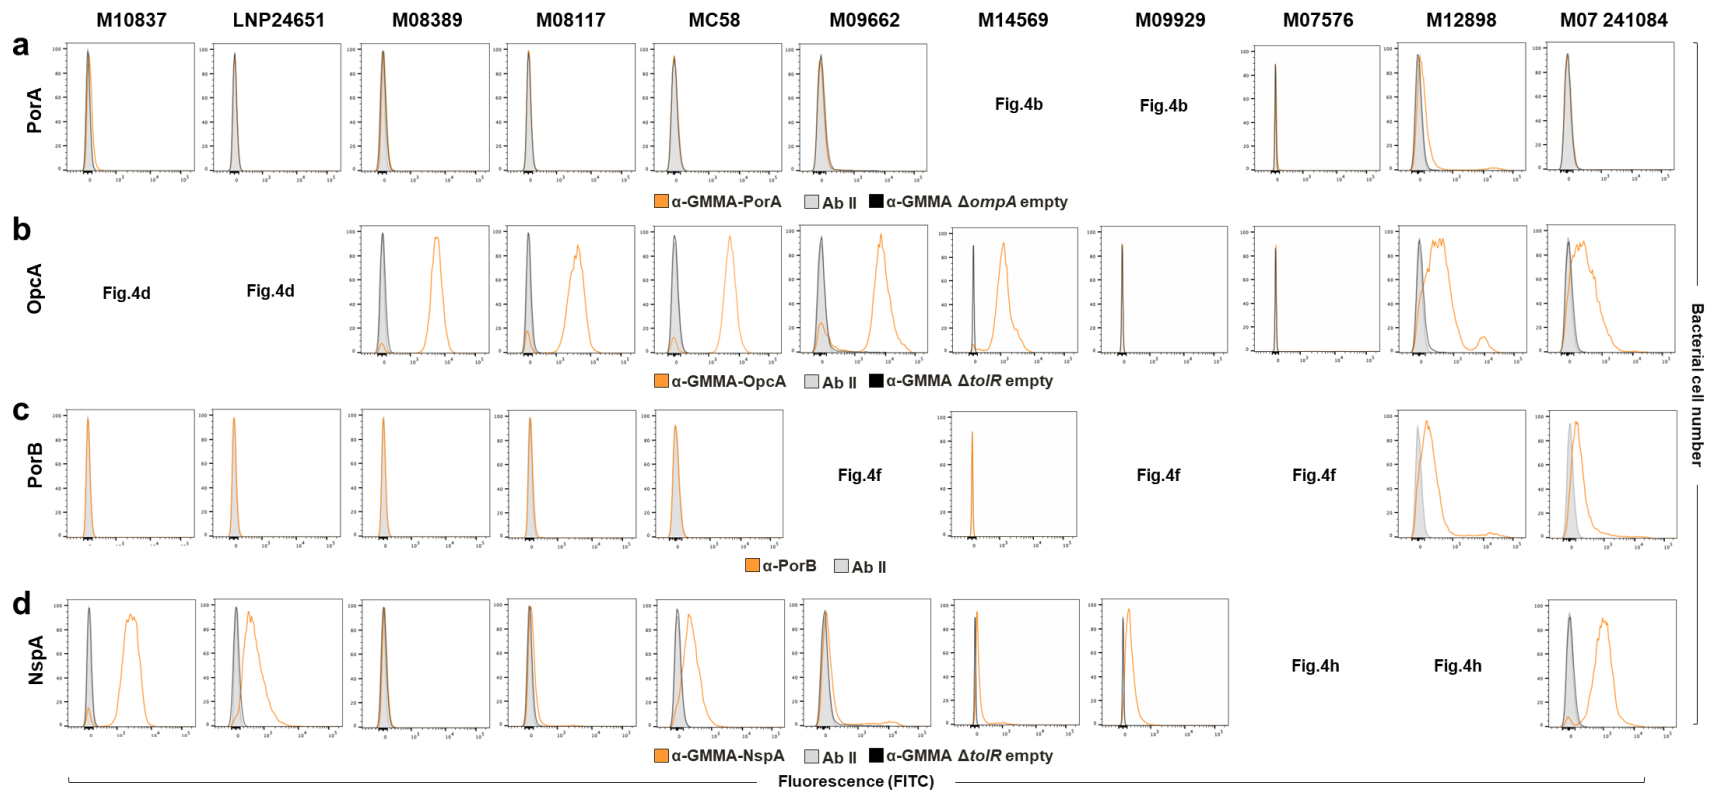 M10837 LNP24651 M08389 M08117 MC58 M09662 M14569 M09929 M07576 M12898 M07 241084
a
PorA
Fig.4b Fig.4b
α-GMMA-PorA Ab II α-GMMA ΔompA empty
b
OpcA
Fig.4d Fig.4d
α-GMMA-OpcA Ab II α-GMMA ΔtolR empty
c
PorB
Fig.4f Fig.4f Fig.4f
α-PorB Ab II
d
NspA
Fig.4h Fig.4h
α-GMMA-NspA Ab II α-GMMA ΔtolR empty
Fluorescence (FITC)
Bacterial cell number